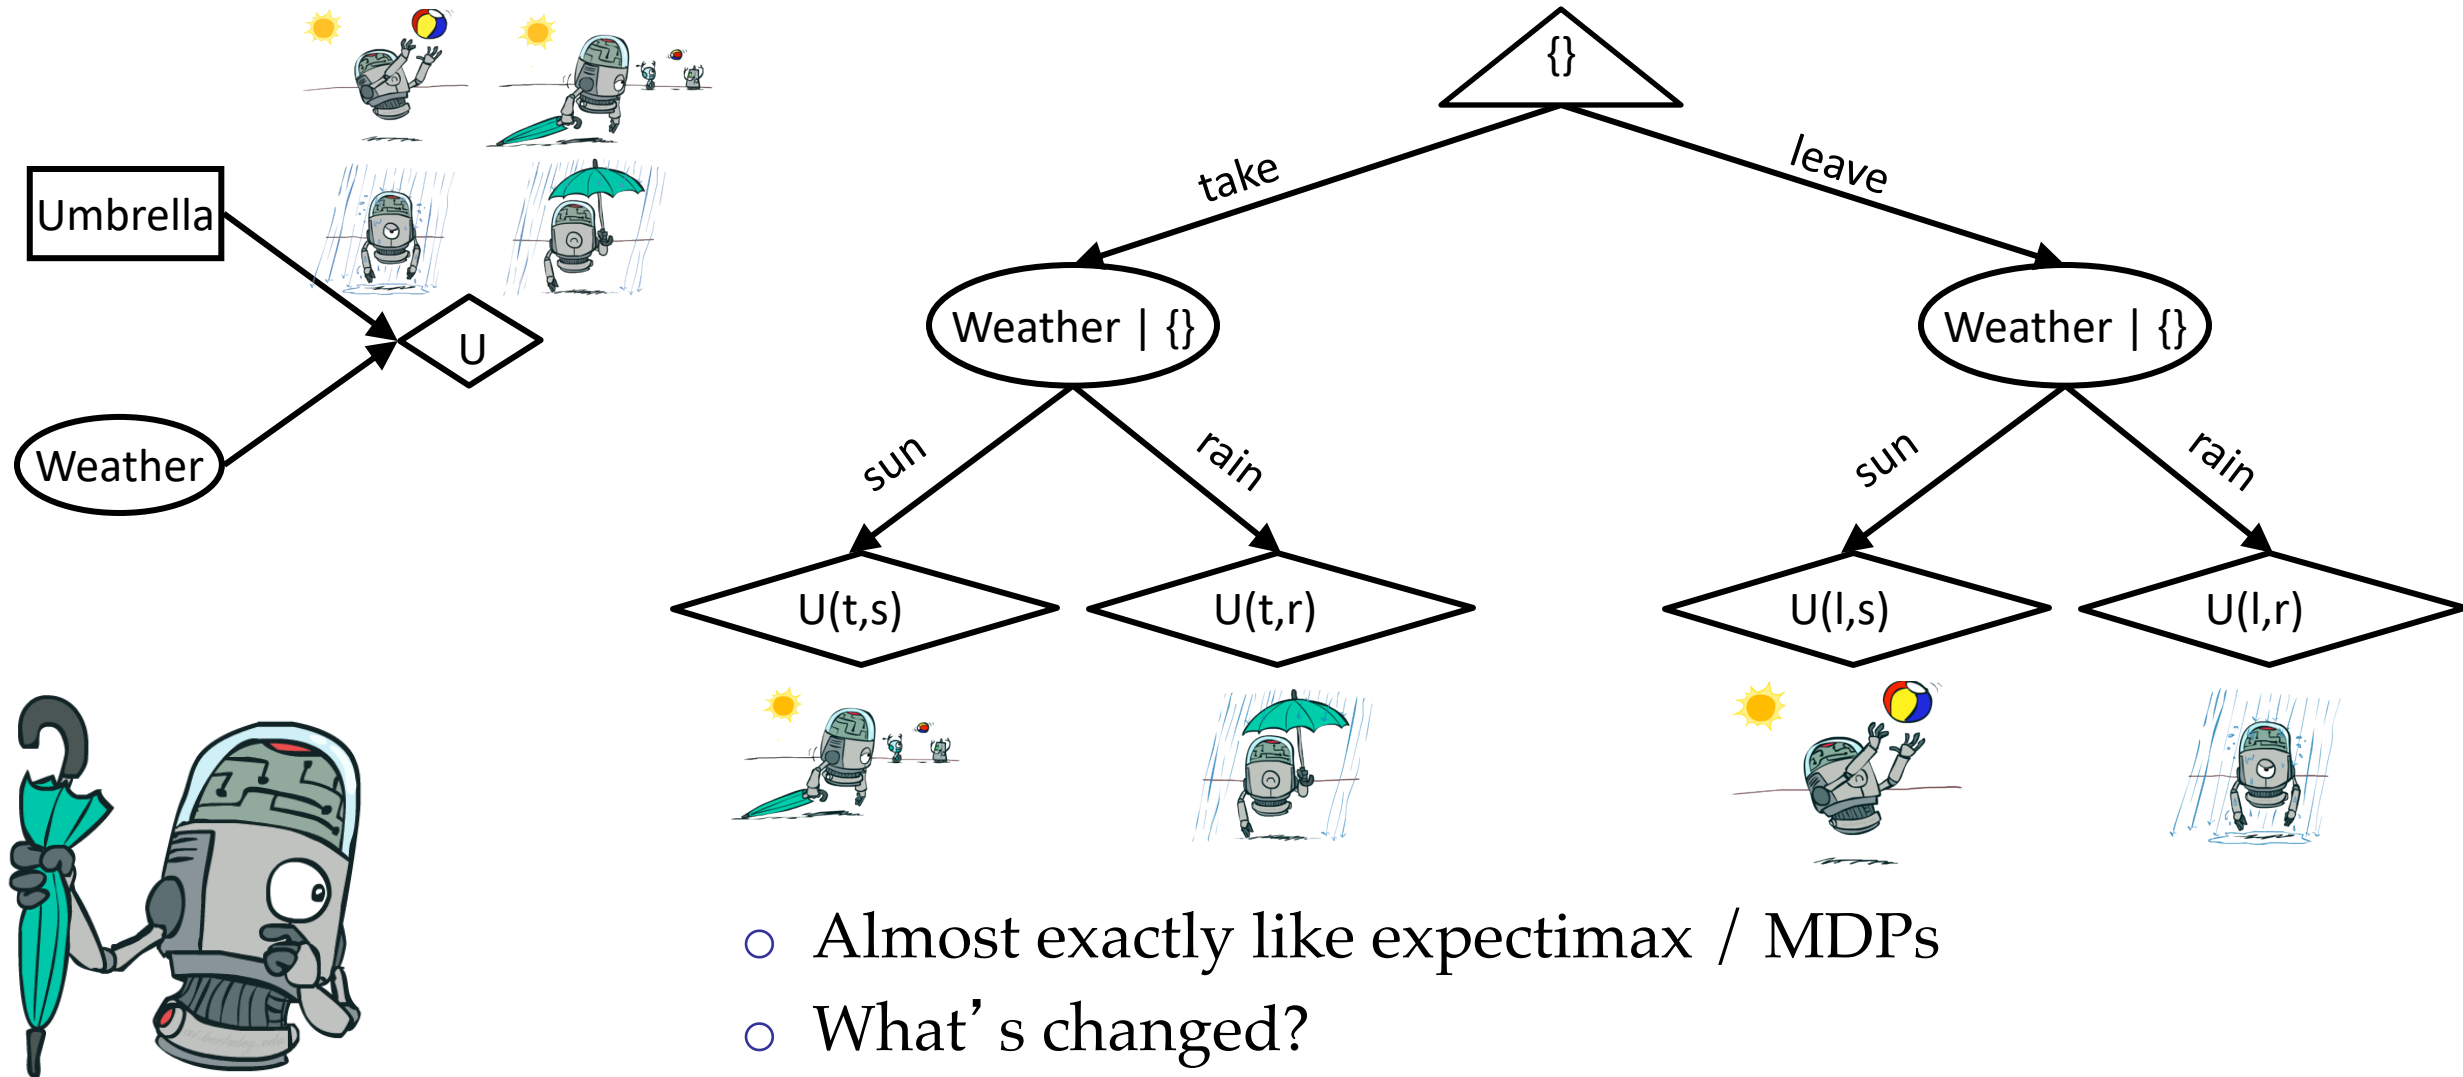 Umbrella
Weather
U
{}
take
leave
Weather | {}
Weather | {}
sun
rain
sun
rain
U(t,s)
U(t,r)
U(l,s)
U(l,r)
Almost exactly like expectimax / MDPs
What’s changed?